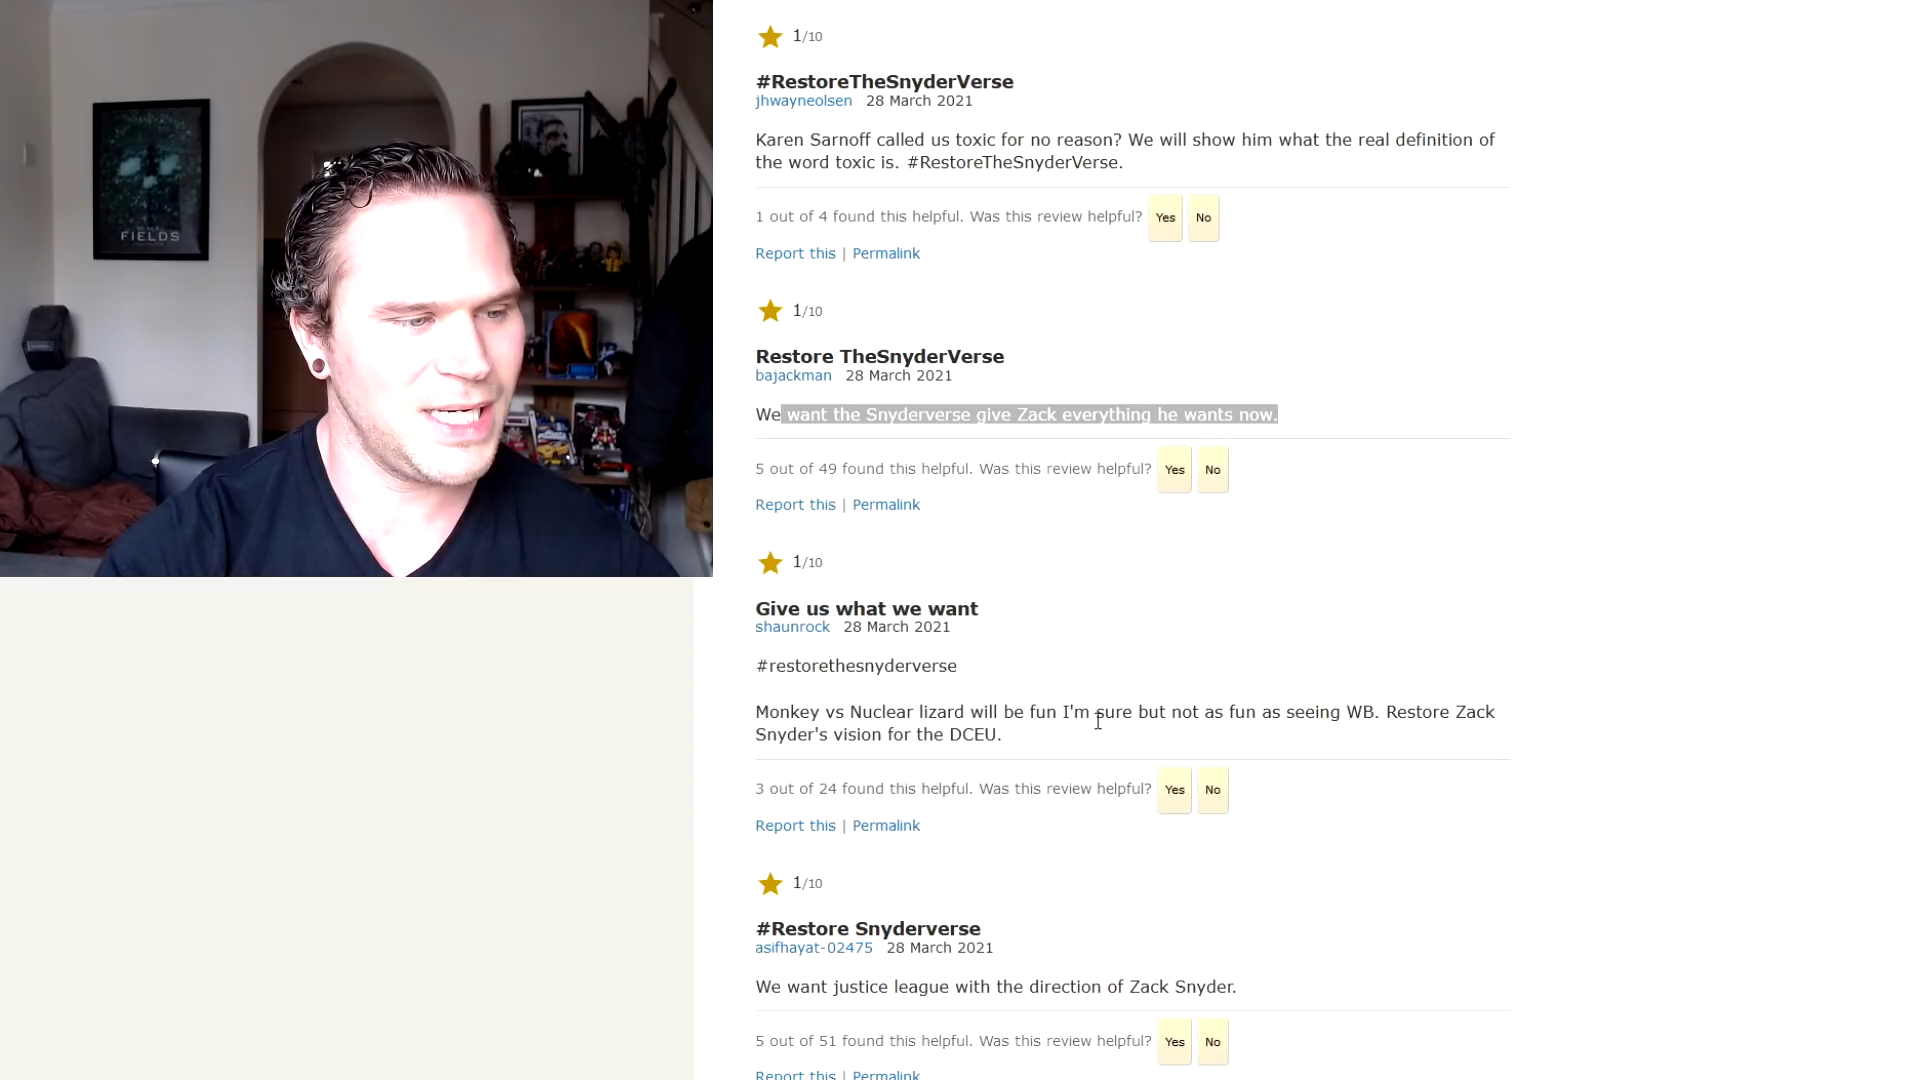 FIELDS
1/10
#RestoreTheSnyderVerse
jhwayneolsen 28 March 2021
Karen Sarnoff called us toxic for no reason? We will show him what the real definition of
the word toxic is. #RestoreTheSnyderVerse.
1 out of 4 found this helpful. Was this review helpful? Yes No
Report this | Permalink
1/10
Restore TheSnyderVerse
bajackman 28 March 2021
We want the Snyderverse give Zack everything he wants now.
5 out of 49 found this helpful. Was this review helpful? Yes No
Report this | Permalink
1/10
Give us what we want
shaunrock 28 March 2021
#restorethesnyderverse
Monkey vs Nuclear lizard will be fun I'm sure but not as fun as seeing WB. Restore Zack
Snyder's vision for the DCEU.
3 out of 24 found this helpful. Was this review helpful? Yes No
Report this | Permalink
1/10
#Restore Snyderverse
asifhayat-02475 28 March 2021
We want justice league with the direction of Zack Snyder.
5 out of 51 found this helpful. Was this review helpful? Yes No
Report this | Permalink